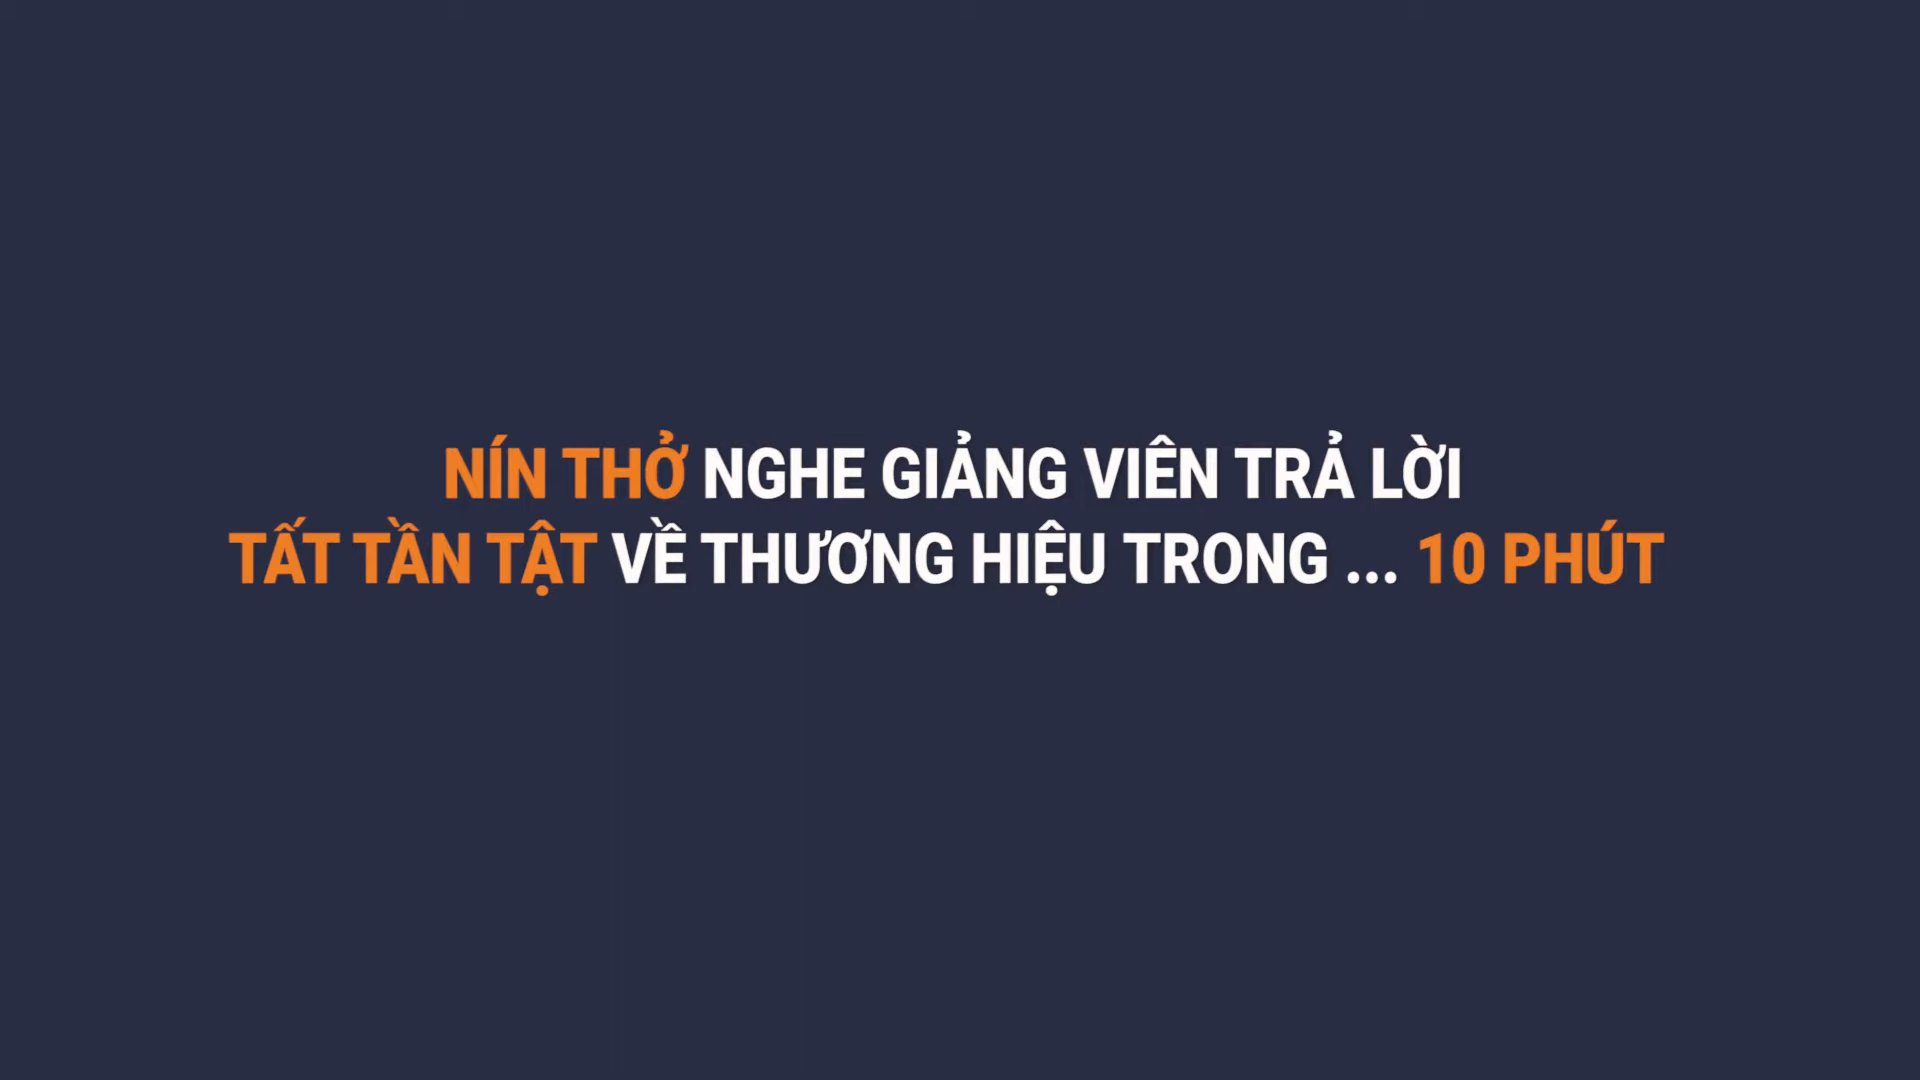 NÍN THỞ NGHE GIẢNG VIÊN TRẢ LỜI
TẤT TẦN TẬT VỀ THƯƠNG HIỆU TRONG ... 10 PHÚT